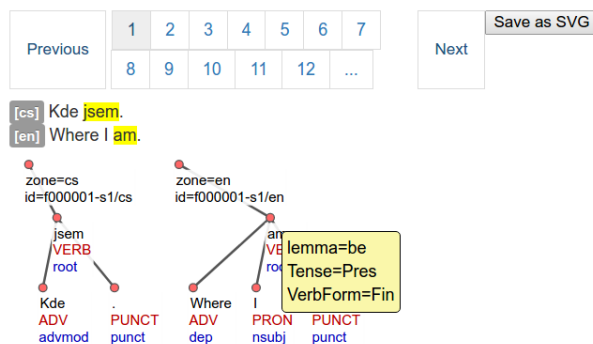 Previous 1 2 3 4 5 6 7 Next Save as SVG
8 9 10 11 12 ...
[cs] Kde jsem.
[en] Where I am.
zone=cs zone=en
id=f000001-s1/cs id=f000001-s1/en
jsem am
VERB
root
lemma=be
Tense=Pres
VerbForm=Fin
Kde . Where I
ADV PUNCT ADV PRON PUNCT
advmod punct dep nsubj punct